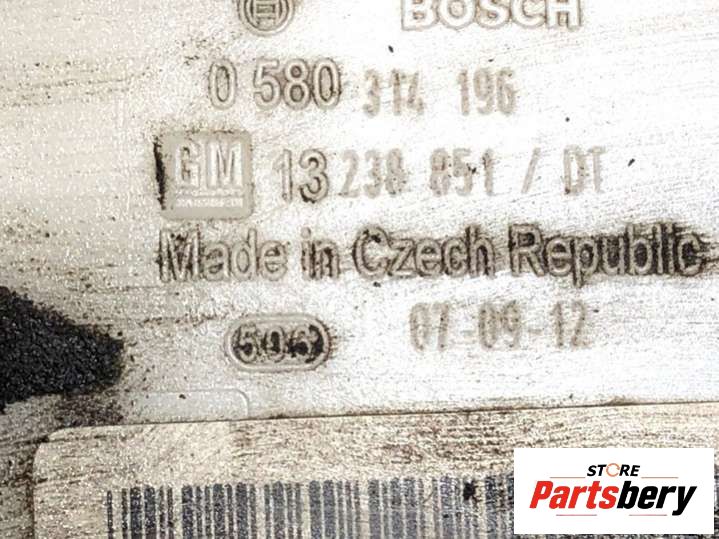 BOSCH
0 580 314 196
GM 13 238 851 / DT
Made in Czech Republic
506 07-09-12
STORE
Partsbery